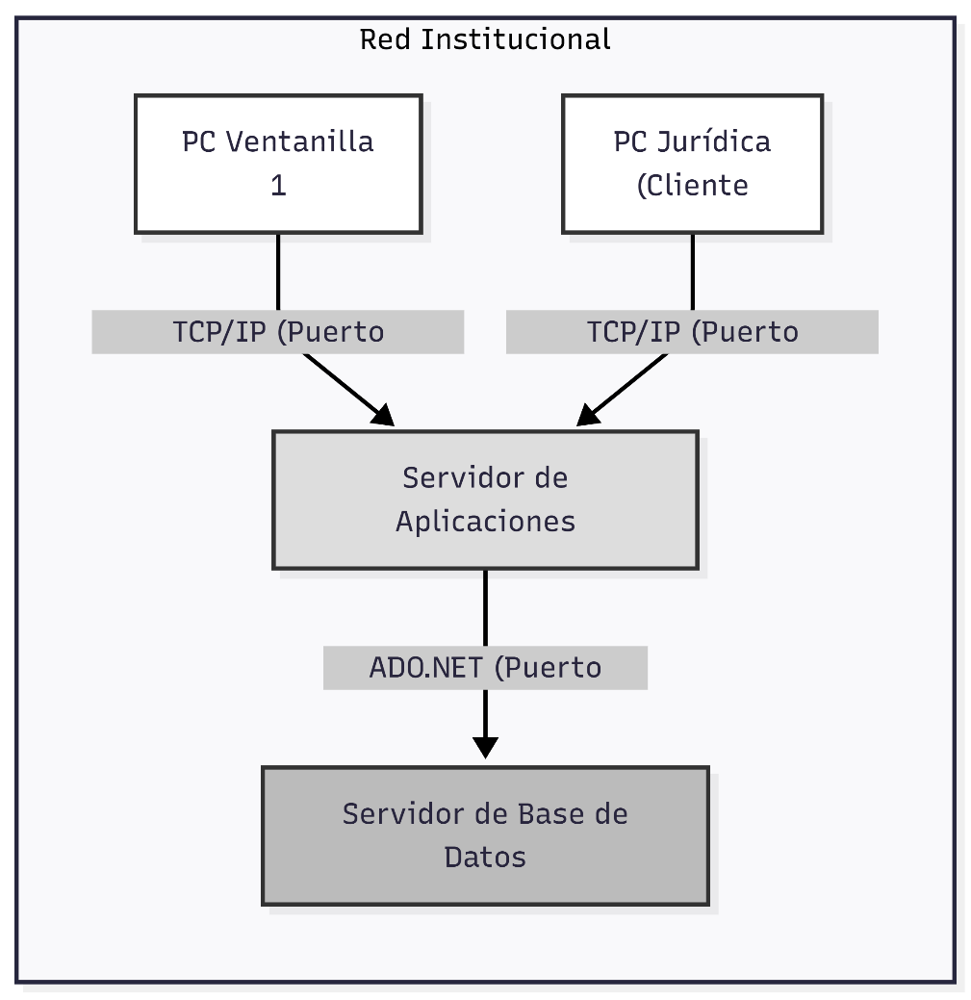 Red Institucional
PC Ventanilla
1
PC Jurídica
(Cliente
TCP/IP (Puerto
TCP/IP (Puerto
Servidor de
Aplicaciones
ADO.NET (Puerto
Servidor de Base de
Datos